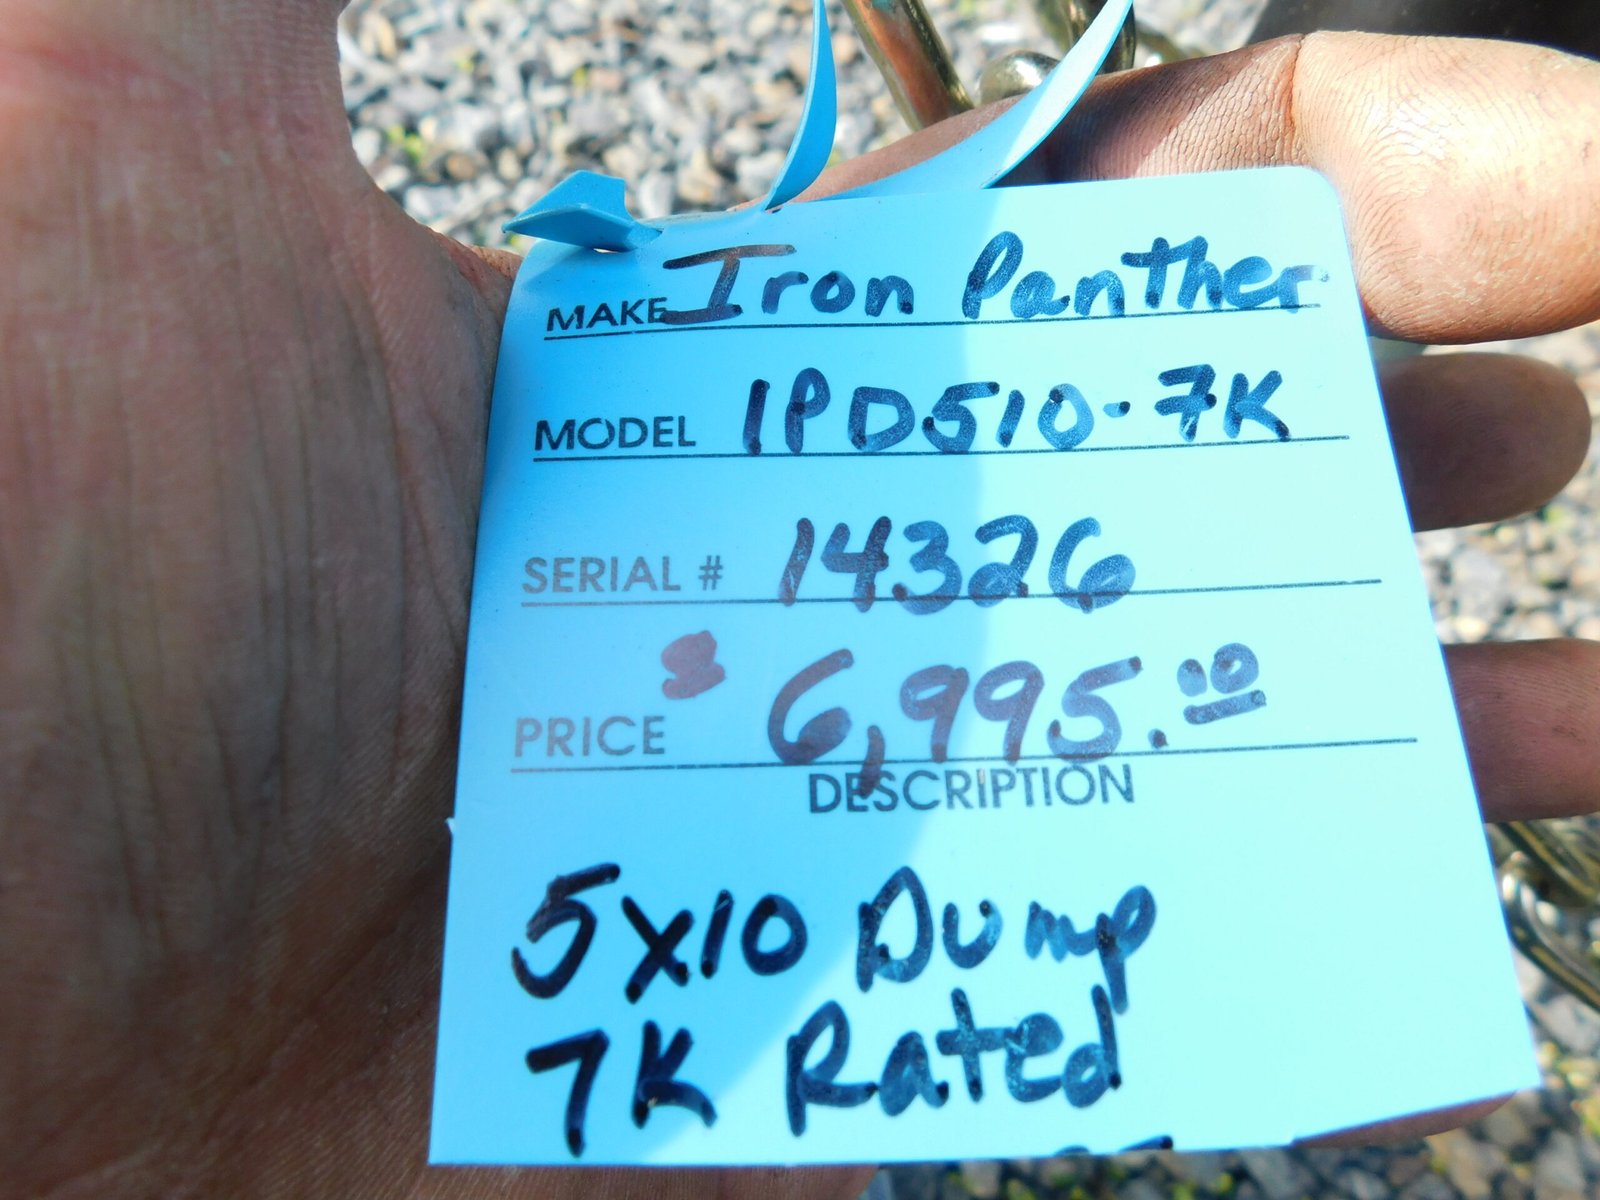 MAKE Iron Panther
MODEL IPD510-7K
SERIAL # 14326
PRICE $ 6,995.00
DESCRIPTION
5x10 Dump
7K Rated